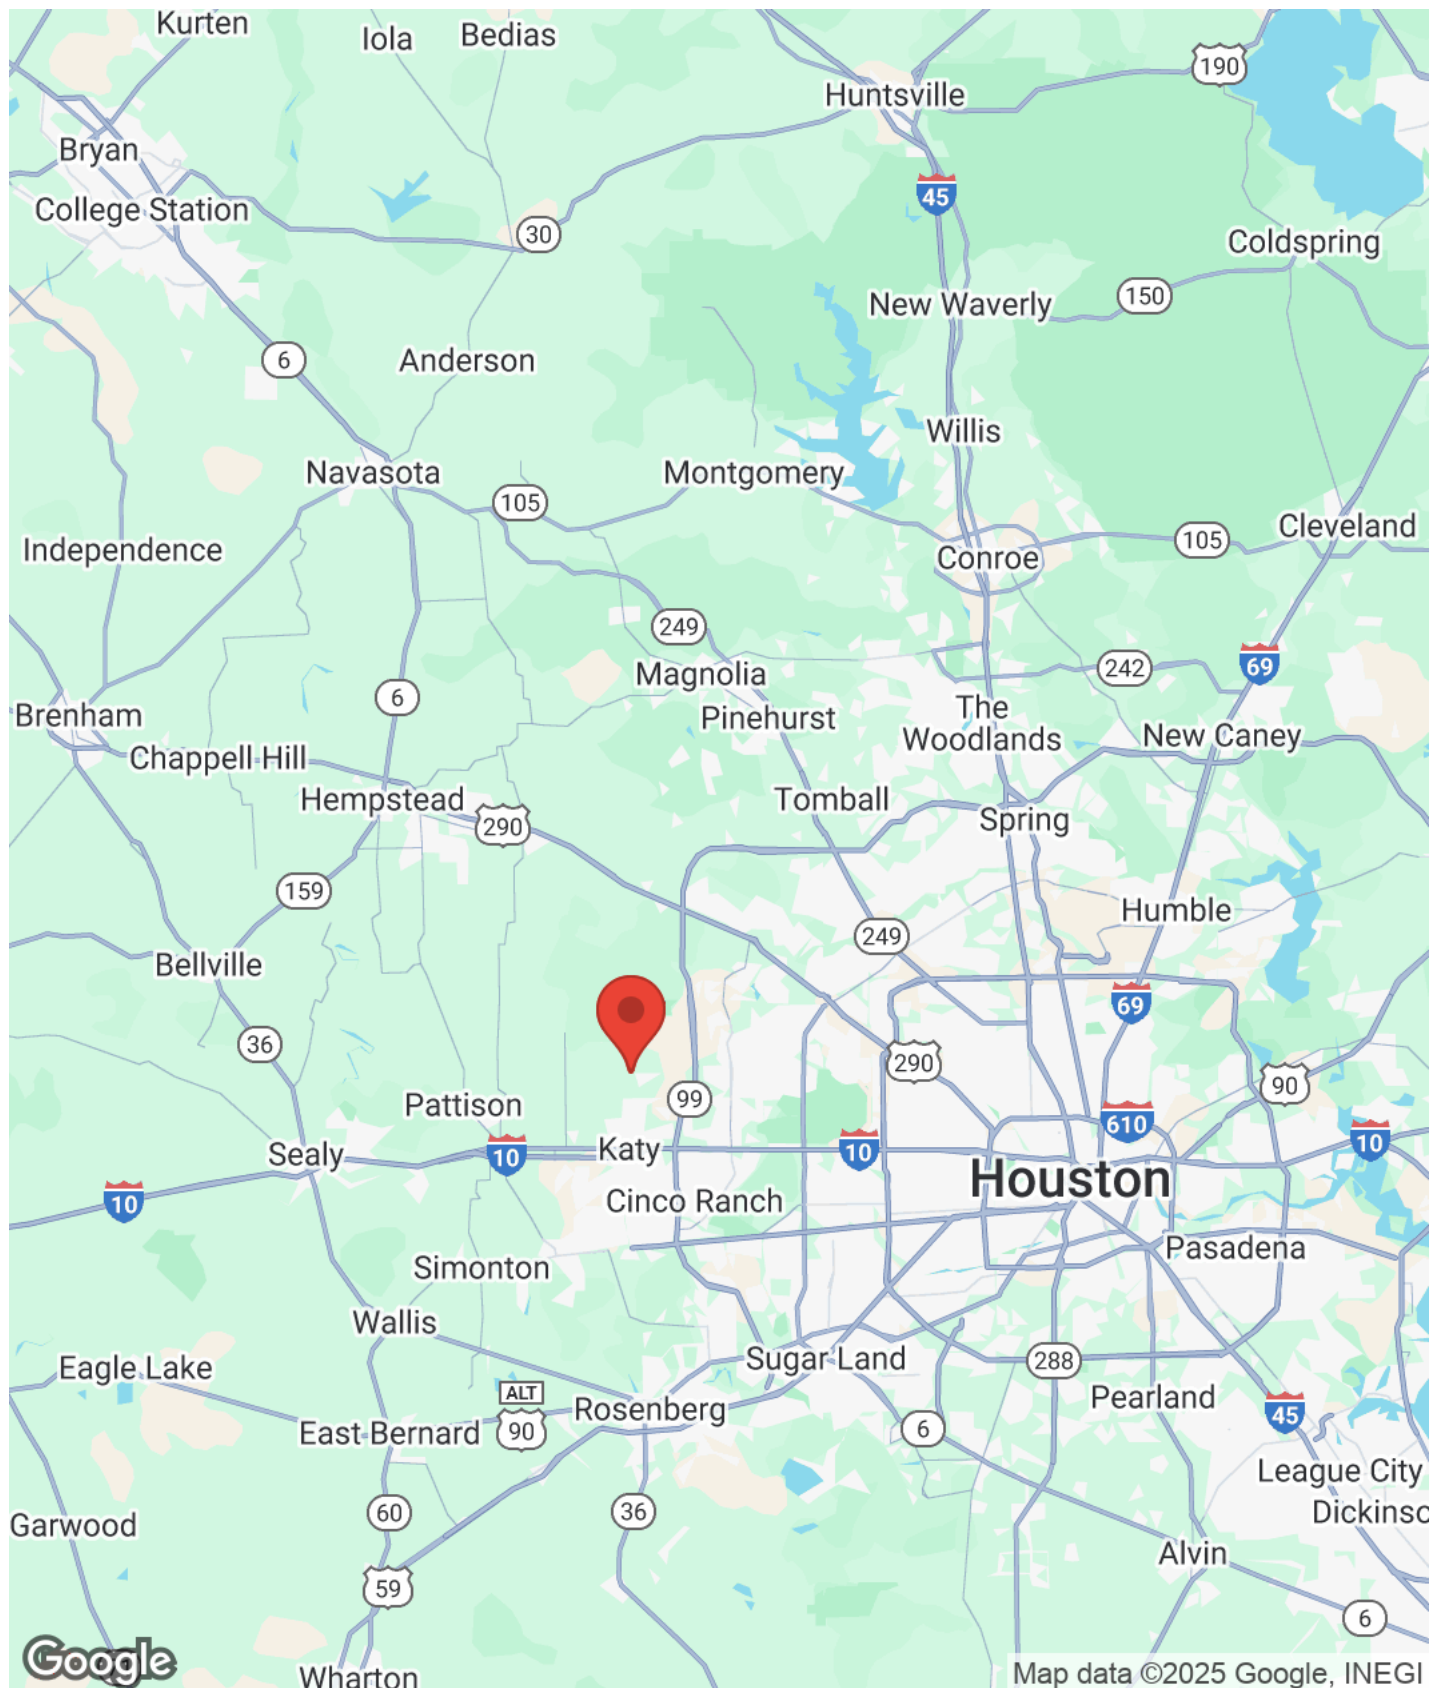 Kurten
Iola
Bedias
190
Huntsville
Bryan
45
College Station
30
Coldspring
150
New Waverly
6
Anderson
Willis
Navasota
Montgomery
105
Cleveland
105
Independence
Conroe
249
69
242
Magnolia
6
The
Woodlands
Brenham
Pinehurst
New Caney
Chappell Hill
Hempstead
Tomball
290
Spring
159
Humble
249
Bellville
69
36
290
90
99
Pattison
610
10
Katy
10
10
Sealy
Houston
10
Cinco Ranch
Pasadena
Simonton
Wallis
Sugar Land
288
Eagle Lake
ALT
90
Rosenberg
Pearland
45
East Bernard
6
League City
60
36
Dickinso
Garwood
Alvin
59
6
Google
Wharton
Map data ©2025 Google, INEGI